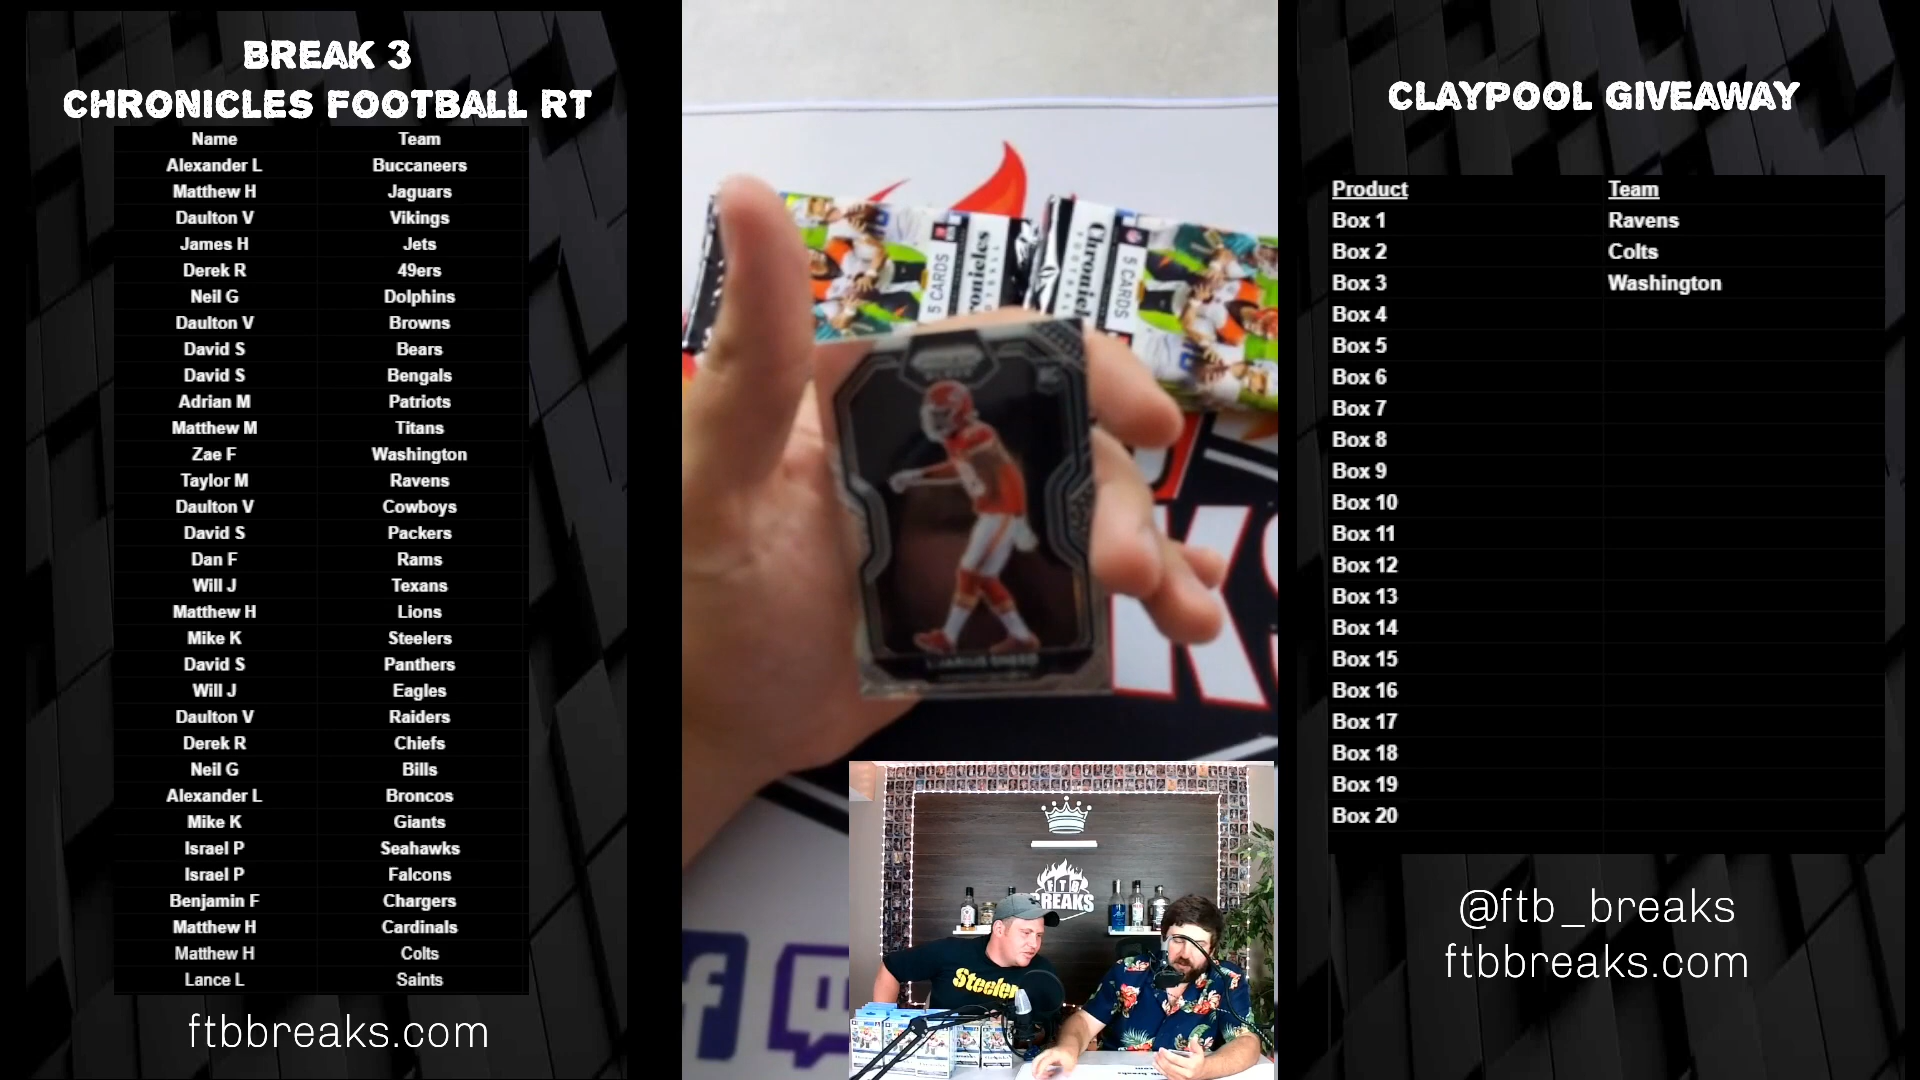 BREAK 3
CHRONICLES FOOTBALL RT
Name Team
Alexander L Buccaneers
Matthew H Jaguars
Daulton V Vikings
James H Jets
Derek R 49ers
Neil G Dolphins
Daulton V Browns
David S Bears
David S Bengals
Adrian M Patriots
Matthew M Titans
Zae F Washington
Taylor M Ravens
Daulton V Cowboys
David S Packers
Dan F Rams
Will J Texans
Matthew H Lions
Mike K Steelers
David S Panthers
Will J Eagles
Daulton V Raiders
Derek R Chiefs
Neil G Bills
Alexander L Broncos
Mike K Giants
Israel P Seahawks
Israel P Falcons
Benjamin F Chargers
Matthew H Cardinals
Matthew H Colts
Lance L Saints
ftbbreaks.com
5 CARDS
Chronicles
FOOTBALL
5 CARDS
FTB
BREAKS
Steelers
CLAYPOOL GIVEAWAY
Product Team
Box 1 Ravens
Box 2 Colts
Box 3 Washington
Box 4
Box 5
Box 6
Box 7
Box 8
Box 9
Box 10
Box 11
Box 12
Box 13
Box 14
Box 15
Box 16
Box 17
Box 18
Box 19
Box 20
@ftb_breaks
ftbbreaks.com